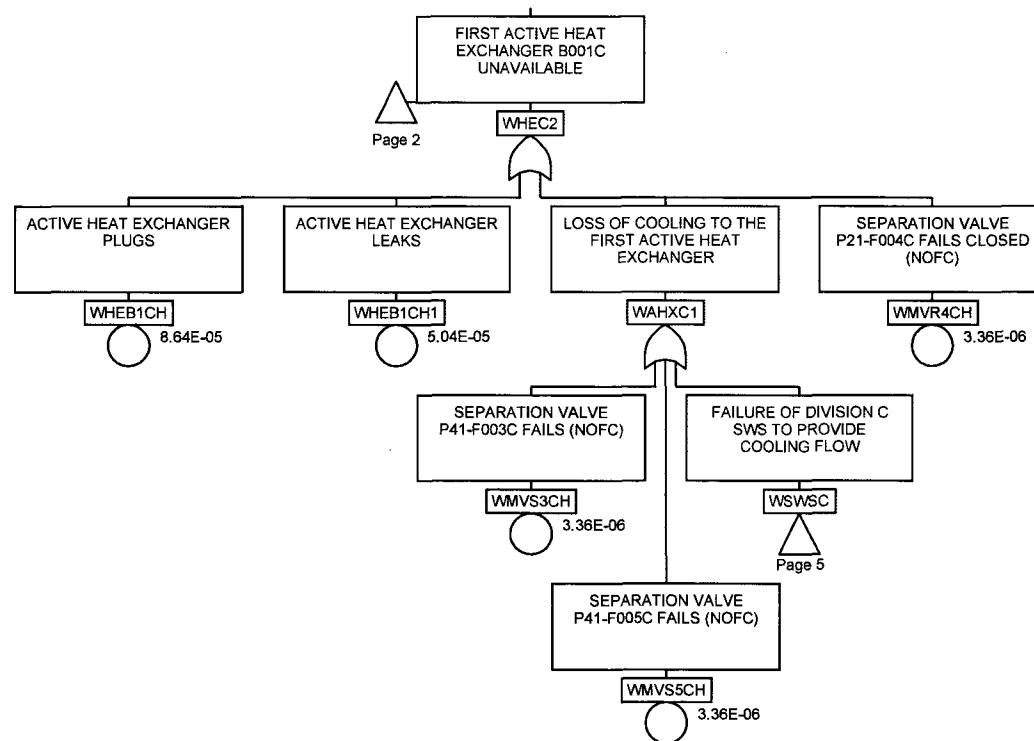 FIRST ACTIVE HEAT
EXCHANGER B001C
UNAVAILABLE
Page 2
WHEC2
ACTIVE HEAT EXCHANGER
PLUGS
WHEB1CH
8.64E-05
ACTIVE HEAT EXCHANGER
LEAKS
WHEB1CH1
5.04E-05
LOSS OF COOLING TO THE
FIRST ACTIVE HEAT
EXCHANGER
WAHXC1
SEPARATION VALVE
P21-F004C FAILS CLOSED
(NOFC)
WMVR4CH
3.36E-06
SEPARATION VALVE
P41-F003C FAILS (NOFC)
WMVS3CH
3.36E-06
FAILURE OF DIVISION C
SWS TO PROVIDE
COOLING FLOW
WSWSC
Page 5
SEPARATION VALVE
P41-F005C FAILS (NOFC)
WMVS5CH
3.36E-06